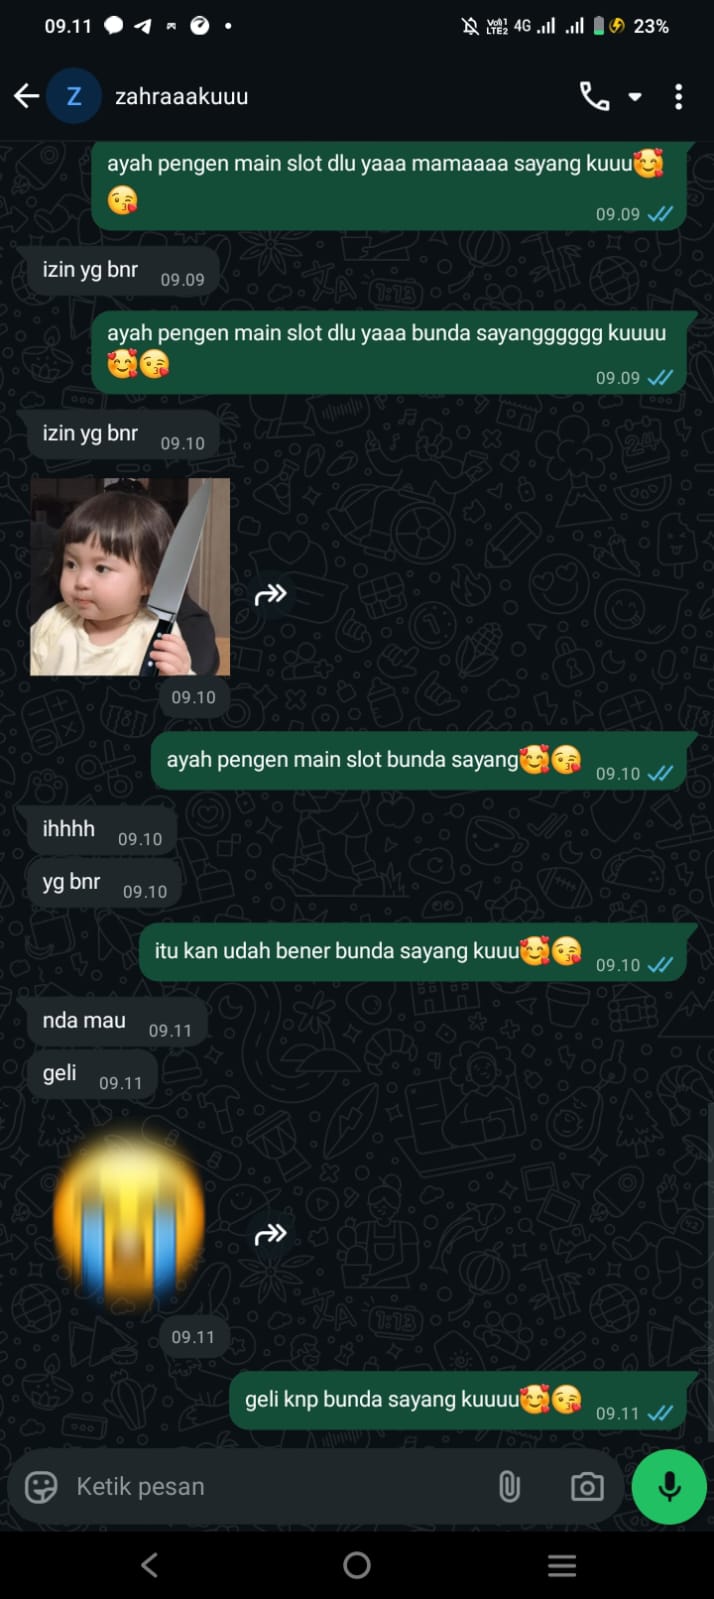 09.11
Vo))1 LTE2 4G 23%
Z zahraaakuuu
ayah pengen main slot dlu yaaa mamaaaa sayang kuuu🥰
😘
09.09
izin yg bnr 09.09
ayah pengen main slot dlu yaaa bunda sayangggggg kuuuu
🥰😘
09.09
izin yg bnr 09.10
09.10
ayah pengen main slot bunda sayang🥰😘 09.10
ihhhh 09.10
yg bnr 09.10
itu kan udah bener bunda sayang kuuu🥰😘 09.10
nda mau 09.11
geli 09.11
09.11
geli knp bunda sayang kuuuu🥰😘 09.11
Ketik pesan